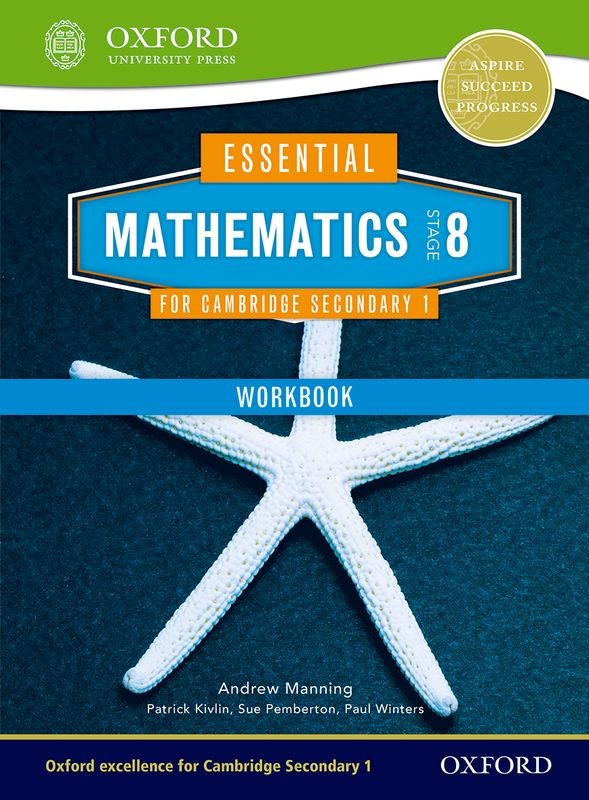 OXFORD
UNIVERSITY PRESS
ASPIRE
SUCCEED
PROGRESS
ESSENTIAL
MATHEMATICS STAGE 8
FOR CAMBRIDGE SECONDARY 1
WORKBOOK
Andrew Manning
Patrick Kivlin, Sue Pemberton, Paul Winters
Oxford excellence for Cambridge Secondary 1
OXFORD